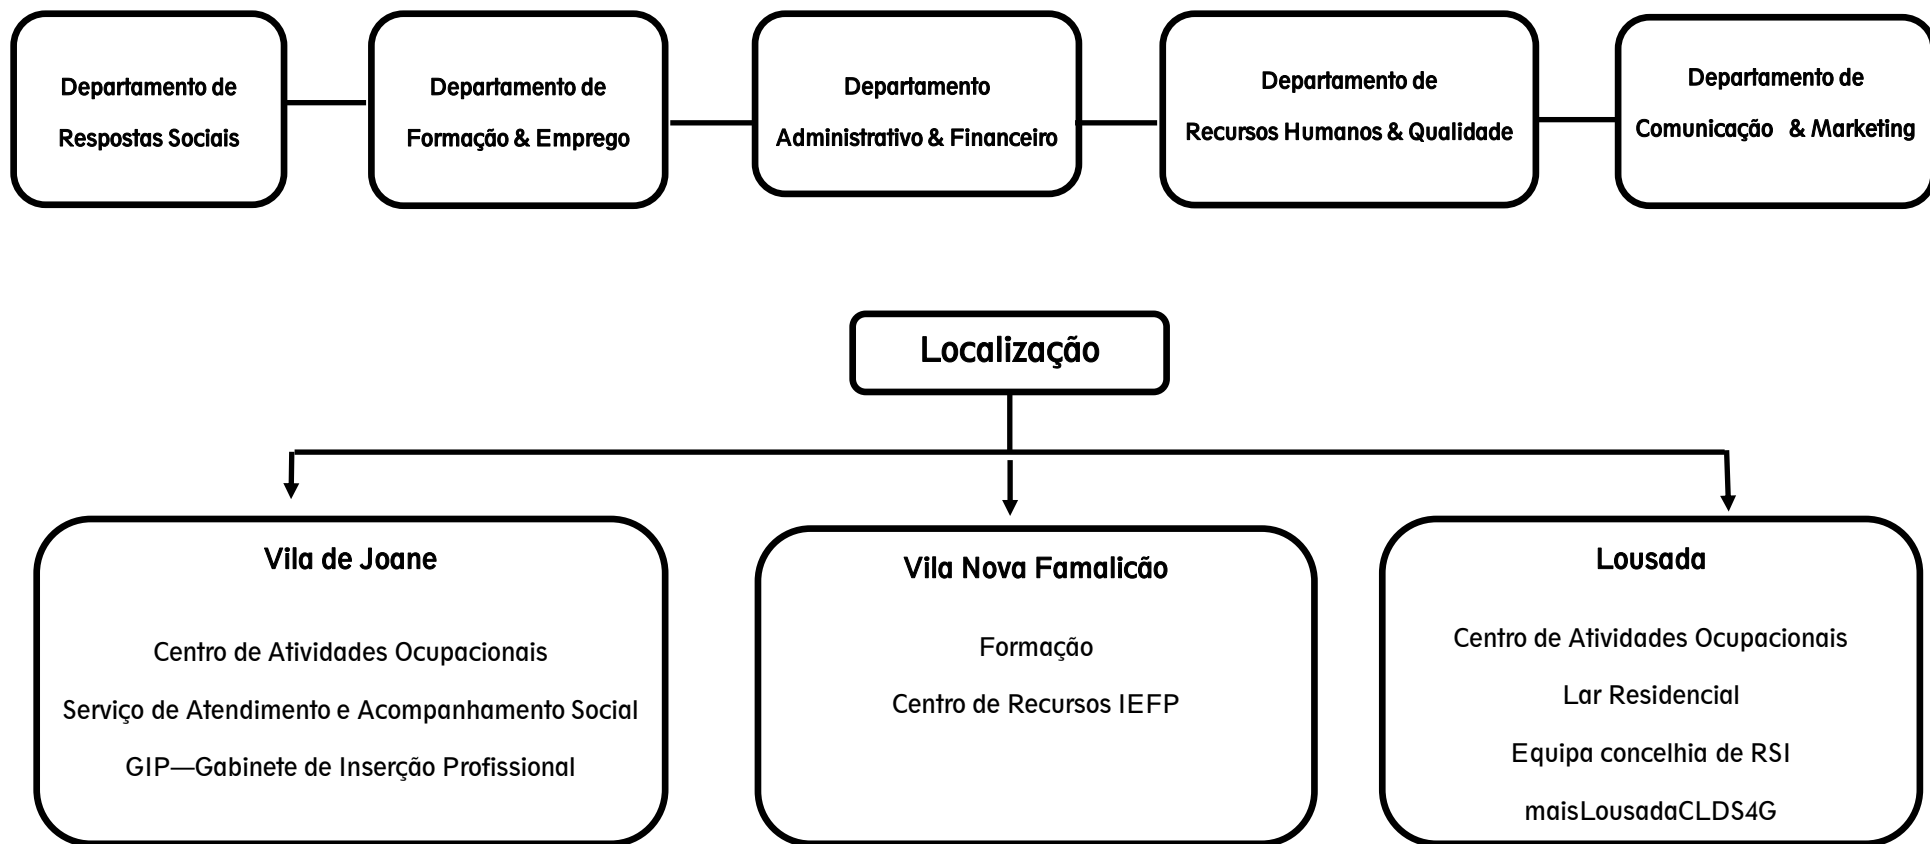 Departamento de
Respostas Sociais
Departamento de
Formação & Emprego
Departamento
Administrativo & Financeiro
Departamento de
Recursos Humanos & Qualidade
Departamento de
Comunicação & Marketing
Localização
Vila de Joane
Centro de Atividades Ocupacionais
Serviço de Atendimento e Acompanhamento Social
GIP—Gabinete de Inserção Profissional
Vila Nova Famalicão
Formação
Centro de Recursos IEFP
Lousada
Centro de Atividades Ocupacionais
Lar Residencial
Equipa concelhia de RSI
maisLousadaCLDS4G